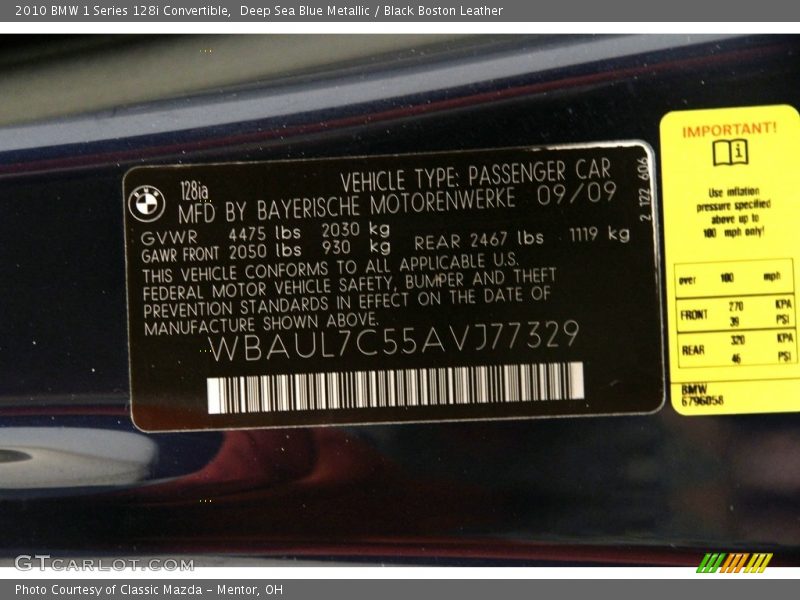 2010 BMW 1 Series 128i Convertible,  Deep Sea Blue Metallic / Black Boston Leather
128ia
VEHICLE TYPE: PASSENGER CAR
MFD BY BAYERISCHE MOTORENWERKE 09/09
GVWR 4475 lbs 2030 kg
GAWR FRONT 2050 lbs 930 kg REAR 2467 lbs 1119 kg
THIS VEHICLE CONFORMS TO ALL APPLICABLE U.S.
FEDERAL MOTOR VEHICLE SAFETY, BUMPER AND THEFT
PREVENTION STANDARDS IN EFFECT ON THE DATE OF
MANUFACTURE SHOWN ABOVE.
WBAUL7C55AVJ77329
2 122 606
IMPORTANT!
Use inflation
pressure specified
above up to
100 mph only!
over 100 mph
FRONT 270 KPA
39 PSI
REAR 320 KPA
46 PSI
BMW
6796058
GTCARLOT.COM
Photo Courtesy of Classic Mazda - Mentor, OH